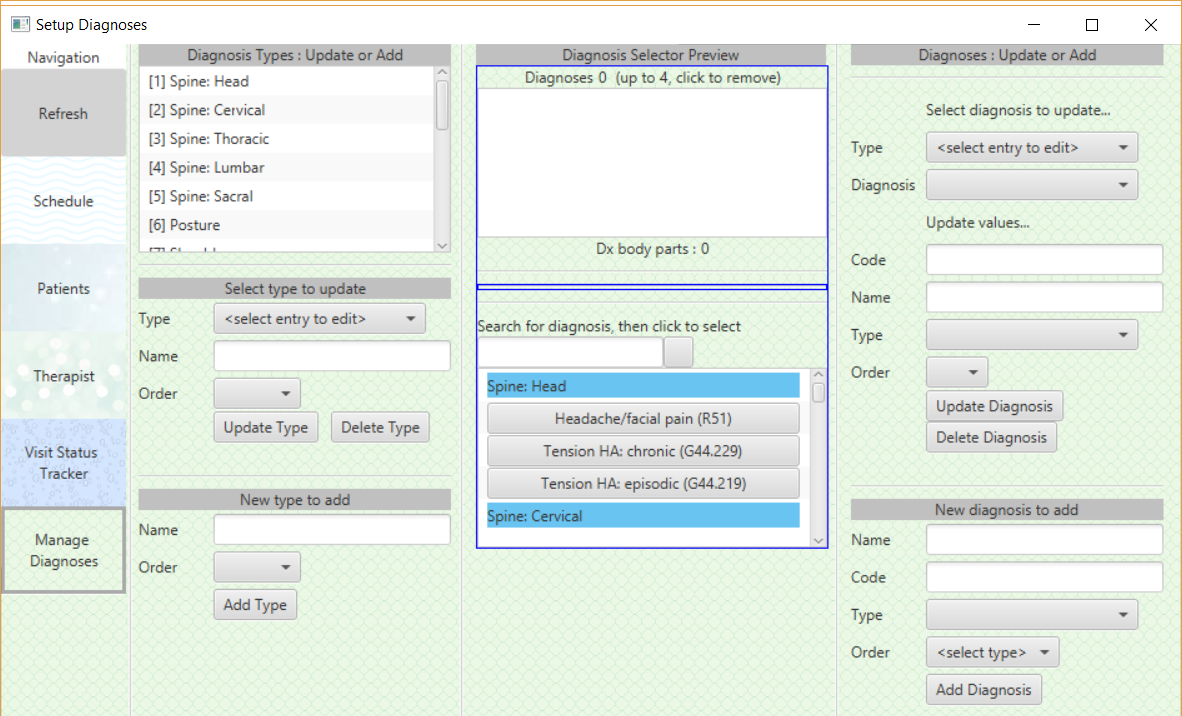 Setup Diagnoses
Navigation
Refresh
Schedule
Patients
Therapist
Visit Status
Tracker
Manage
Diagnoses
Diagnosis Types : Update or Add
[1] Spine: Head
[2] Spine: Cervical
[3] Spine: Thoracic
[4] Spine: Lumbar
[5] Spine: Sacral
[6] Posture
Select type to update
Type
<select entry to edit>
Name
Order
Update Type
Delete Type
New type to add
Name
Order
Add Type
Diagnosis Selector Preview
Diagnoses 0 (up to 4, click to remove)
Dx body parts : 0
Search for diagnosis, then click to select
Spine: Head
Headache/facial pain (R51)
Tension HA: chronic (G44.229)
Tension HA: episodic (G44.219)
Spine: Cervical
Diagnoses : Update or Add
Select diagnosis to update...
Type
<select entry to edit>
Diagnosis
Update values...
Code
Name
Type
Order
Update Diagnosis
Delete Diagnosis
New diagnosis to add
Name
Code
Type
Order
<select type>
Add Diagnosis